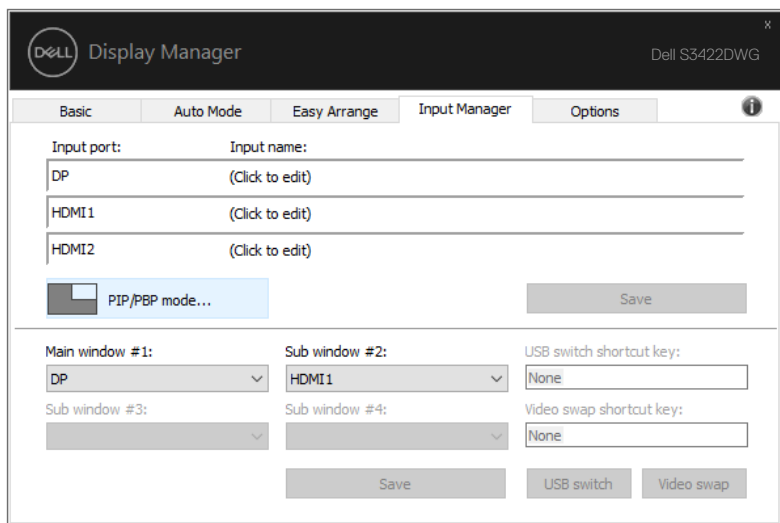 x
DELL Display Manager
Dell S3422DWG
Basic Auto Mode Easy Arrange Input Manager Options i
Input port: Input name:
DP (Click to edit)
HDMI1 (Click to edit)
HDMI2 (Click to edit)
PIP/PBP mode... Save
Main window #1: Sub window #2: USB switch shortcut key:
DP HDMI1 None
Sub window #3: Sub window #4: Video swap shortcut key:
None
Save USB switch Video swap